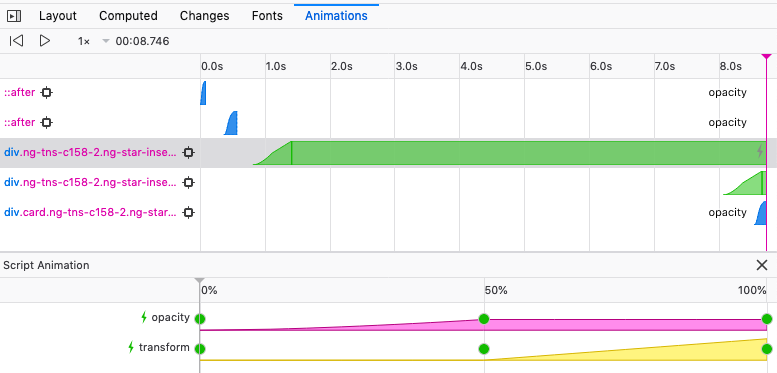 Layout Computed Changes Fonts Animations
1× 00:08.746
0.0s 1.0s 2.0s 3.0s 4.0s 5.0s 6.0s 7.0s 8.0s
::after opacity
::after opacity
div.ng-tns-c158-2.ng-star-inse...
div.ng-tns-c158-2.ng-star-inse...
div.card.ng-tns-c158-2.ng-star... opacity
Script Animation
0% 50% 100%
opacity
transform